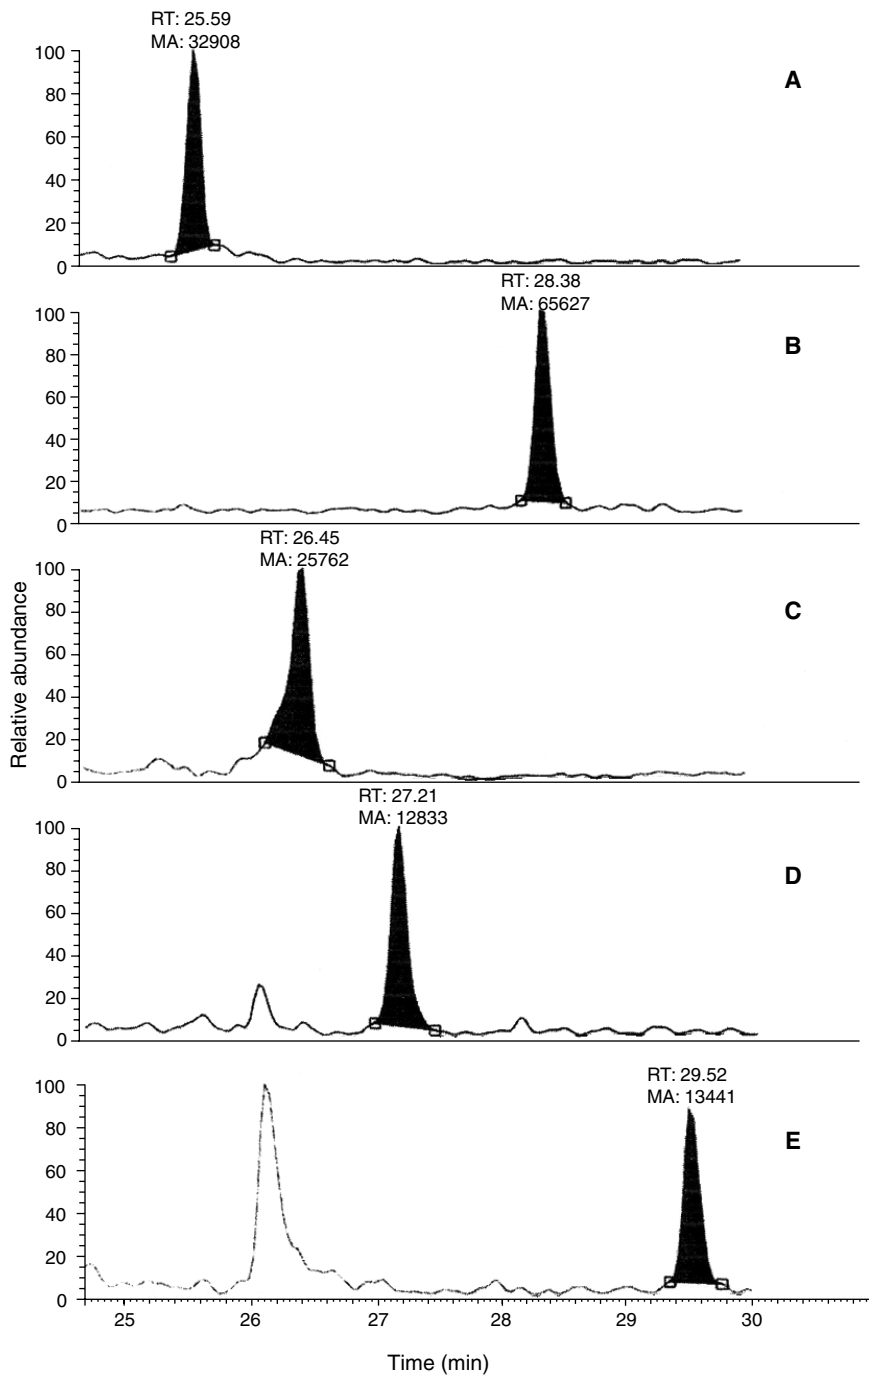 RT: 25.59
MA: 32908
100
80
60
40
20
0
A
RT: 28.38
MA: 65627
100
80
60
40
20
0
B
RT: 26.45
MA: 25762
100
80
60
40
20
0
C
Relative abundance
RT: 27.21
MA: 12833
100
80
60
40
20
0
D
RT: 29.52
MA: 13441
100
80
60
40
20
0
E
25 26 27 28 29 30
Time (min)